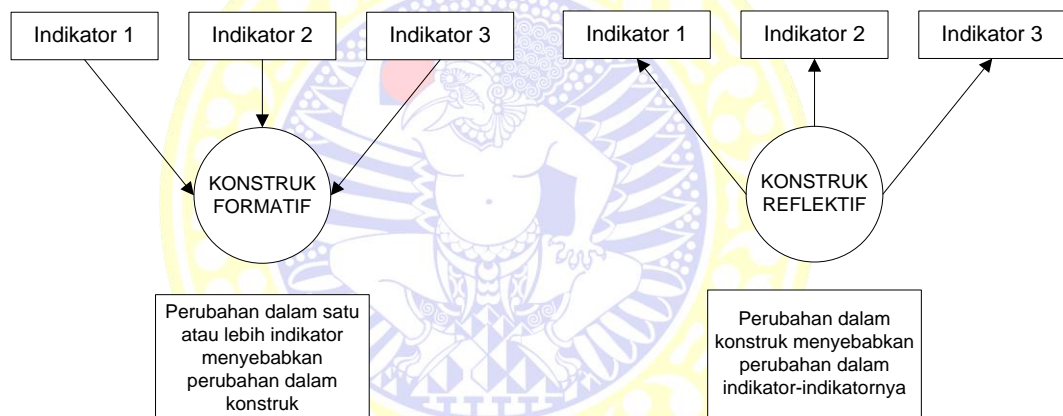 Indikator 1
Indikator 2
Indikator 3
Indikator 1
Indikator 2
Indikator 3
KONSTRUK
FORMATIF
KONSTRUK
REFLEKTIF
Perubahan dalam satu
atau lebih indikator
menyebabkan
perubahan dalam
konstruk
Perubahan dalam
konstruk menyebabkan
perubahan dalam
indikator-indikatornya